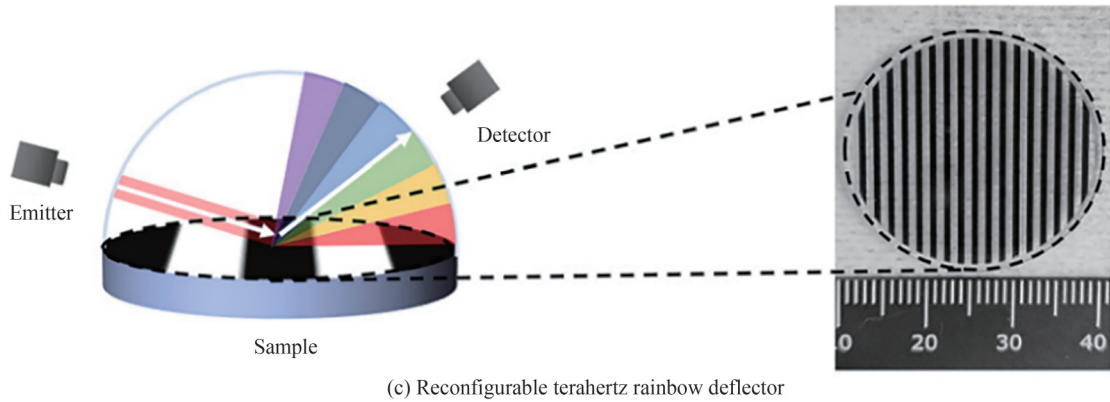 Emitter
Detector
Sample
20 30 40
(c) Reconfigurable terahertz rainbow deflector